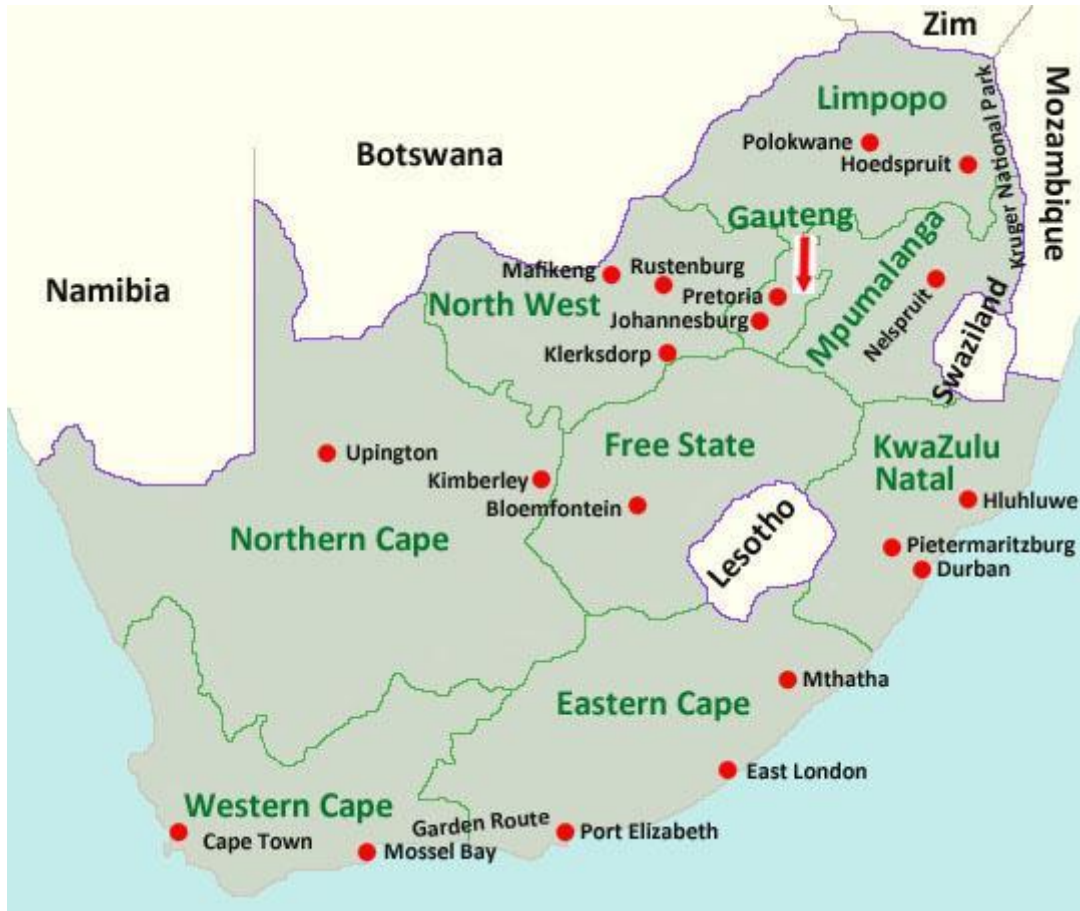 Zim
Mozambique
Kruger National Park
Limpopo
Polokwane
Hoedspruit
Botswana
Gauteng
Mpumalanga
Namibia
Mafikeng
Rustenburg
North West
Pretoria
Johannesburg
Nelspruit
Swaziland
Klerksdorp
Free State
KwaZulu
Natal
Upington
Kimberley
Bloemfontein
Hluhluwe
Northern Cape
Lesotho
Pietermaritzburg
Durban
Mthatha
Eastern Cape
East London
Western Cape
Garden Route
Port Elizabeth
Cape Town
Mossel Bay